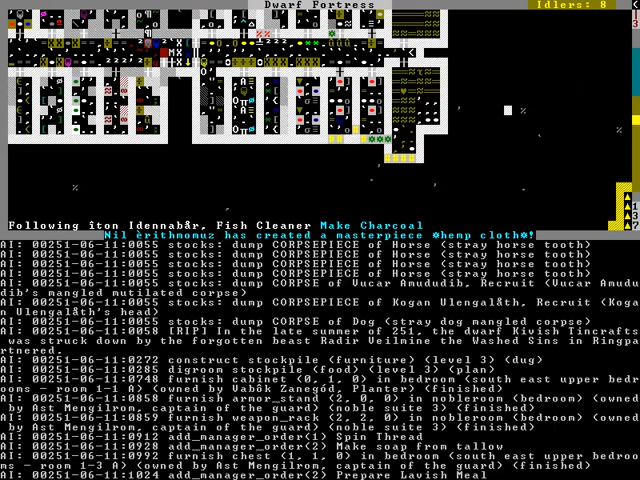 Dwarf Fortress
Idlers: 8
Following îton Idennabår, Fish Cleaner Make Charcoal
Nil èrithmomuz has created a masterpiece ☼hemp cloth☼!
137
AI: 00251-06-11:0055 stocks: dump CORPSEPIECE of Horse (stray horse tooth)
AI: 00251-06-11:0055 stocks: dump CORPSEPIECE of Horse (stray horse tooth)
AI: 00251-06-11:0055 stocks: dump CORPSEPIECE of Horse (stray horse tooth)
AI: 00251-06-11:0055 stocks: dump CORPSEPIECE of Horse (stray horse tooth)
AI: 00251-06-11:0055 stocks: dump CORPSE of Vucar Amududib, Recruit (Vucar Amudu
dib's mangled mutilated corpse)
AI: 00251-06-11:0055 stocks: dump CORPSEPIECE of Kogan Ulengalåth, Recruit (Koga
n Ulengalåth's head)
AI: 00251-06-11:0055 stocks: dump CORPSE of Dog (stray dog mangled corpse)
AI: 00251-06-11:0058 [RIP] In the late summer of 251, the dwarf Kivish Tincrafts
was struck down by the forgotten beast Radir Veilmine the Washed Sins in Ringpa
rtnered.
AI: 00251-06-11:0272 construct stockpile (furniture) (level 3) (dug)
AI: 00251-06-11:0285 digroom stockpile (food) (level 3) (plan)
AI: 00251-06-11:0748 furnish cabinet (0, 1, 0) in bedroom (south east upper bedr
ooms - room 1-1 A) (owned by Vabôk Zanegûd, Planter) (finished)
AI: 00251-06-11:0858 furnish armor_stand (2, 0, 0) in nobleroom (bedroom) (owned
by Ast Mengilrom, captain of the guard) (noble suite 3) (finished)
AI: 00251-06-11:0859 furnish weapon_rack (2, 2, 0) in nobleroom (bedroom) (owned
by Ast Mengilrom, captain of the guard) (noble suite 3) (finished)
AI: 00251-06-11:0912 add_manager_order(1) Spin Thread
AI: 00251-06-11:0928 add_manager_order(2) Make soap from tallow
AI: 00251-06-11:0992 furnish chest (1, 1, 0) in bedroom (south east upper bedroo
ms - room 1-3 A) (owned by Ast Mengilrom, captain of the guard) (finished)
AI: 00251-06-11:1024 add_manager_order(2) Prepare Lavish Meal